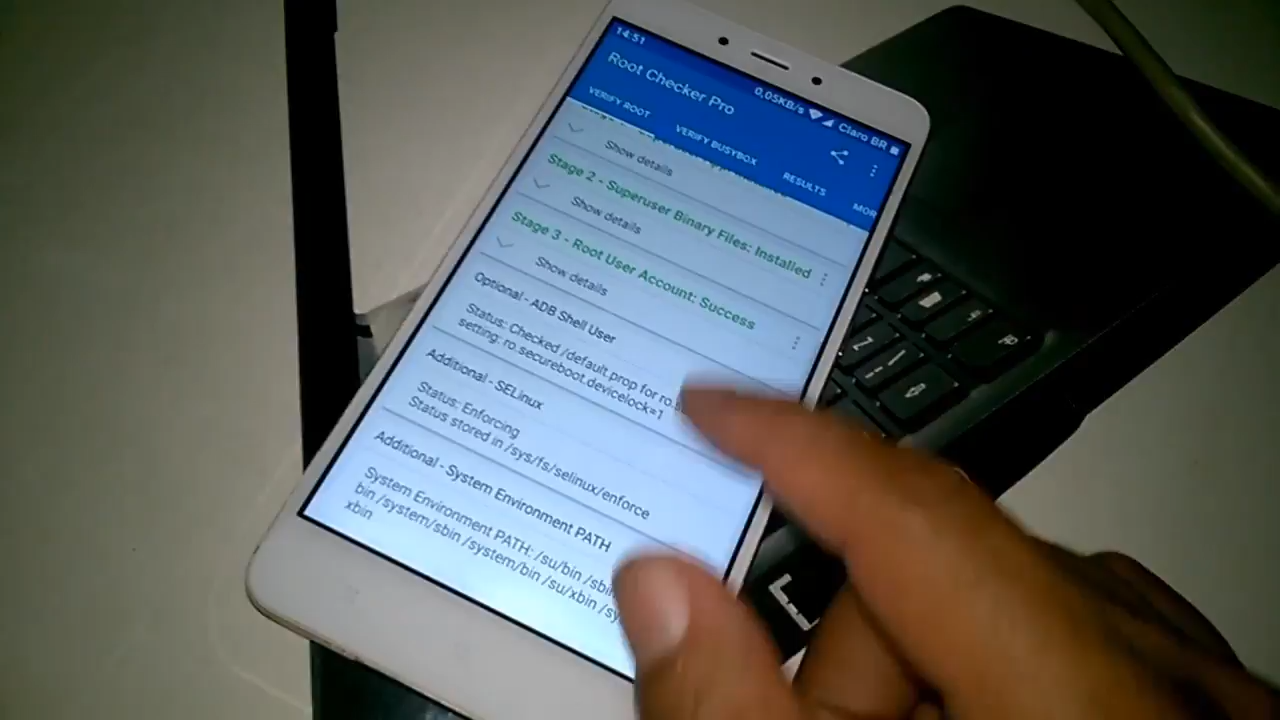 14:51
0,05KB/s
Claro BR
Root Checker Pro
VERIFY ROOT
VERIFY BUSYBOX
RESULTS
MOR
Show details
Stage 2 - Superuser Binary Files: Installed
Show details
Stage 3 - Root User Account: Success
Show details
Optional - ADB Shell User
Status: Checked /default.prop for ro.s
setting: ro.secureboot.devicelock=1
Additional - SELinux
Status: Enforcing
Status stored in /sys/fs/selinux/enforce
Additional - System Environment PATH
System Environment PATH: /su/bin /sbin
bin /system/sbin /system/bin /su/xbin /sy
xbin
Z